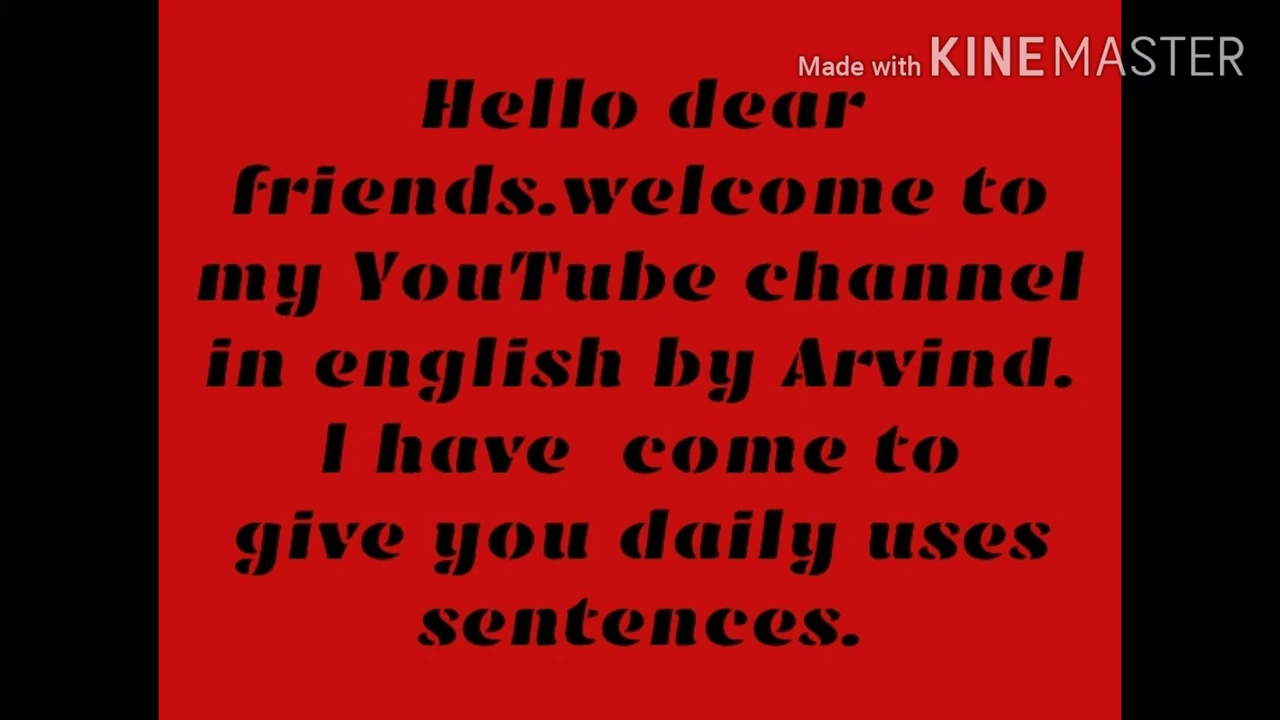 Made with KINEMASTER
Hello dear
friends.welcome to
my YouTube channel
in english by Arvind.
I have come to
give you daily uses
sentences.